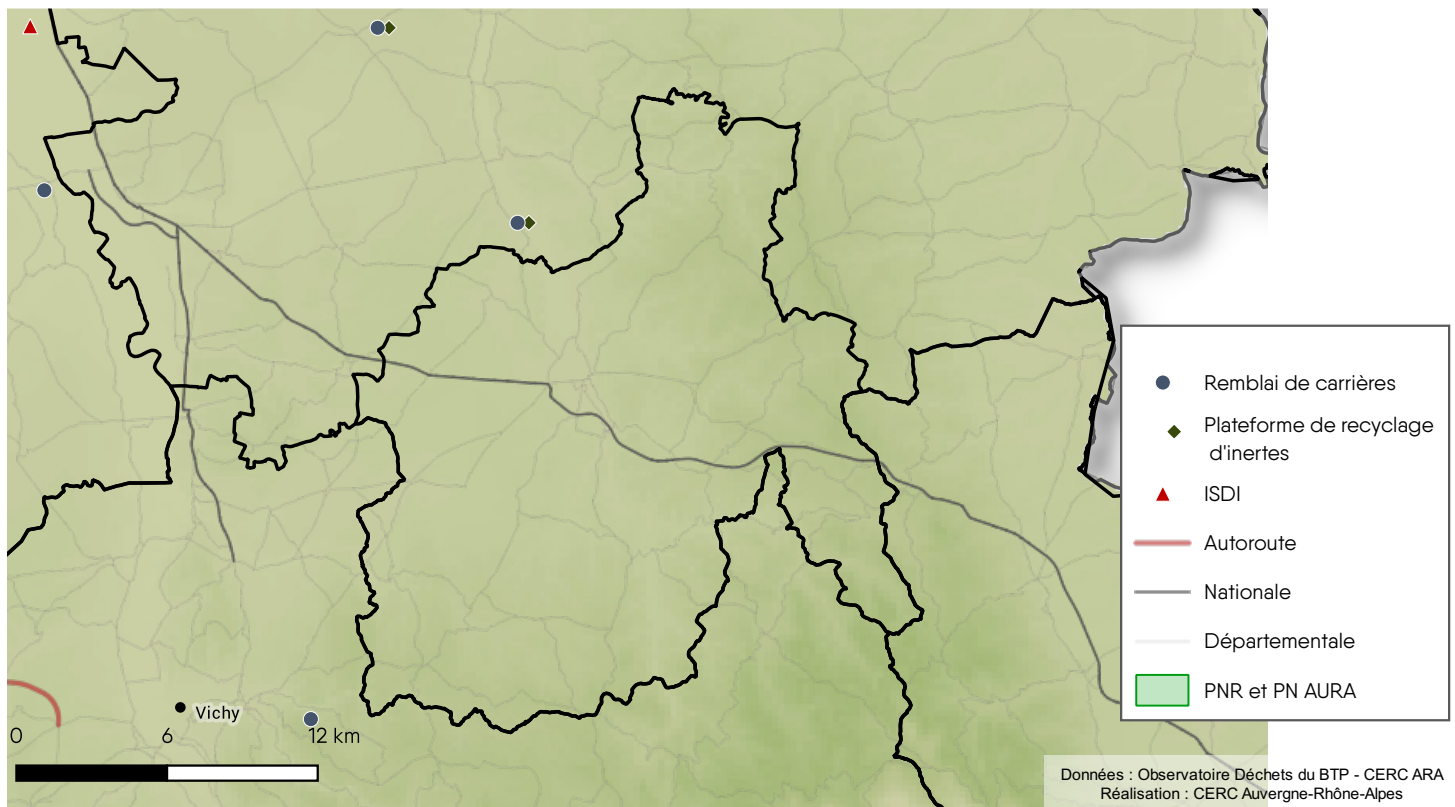 Remblai de carrières
Plateforme de recyclage
d'inertes
ISDI
Autoroute
Nationale
Départementale
PNR et PN AURA
Vichy
0 6 12 km
Données : Observatoire Déchets du BTP - CERC ARA
Réalisation : CERC Auvergne-Rhône-Alpes